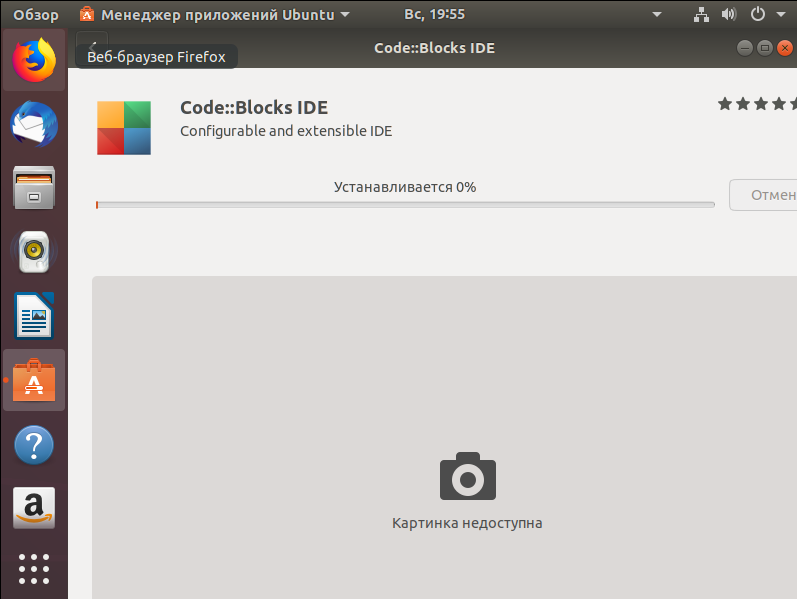 Обзор
Менеджер приложений Ubuntu
Вс, 19:55
Веб-браузер Firefox
Code::Blocks IDE
Code::Blocks IDE
Configurable and extensible IDE
Устанавливается 0%
Отмен
Картинка недоступна